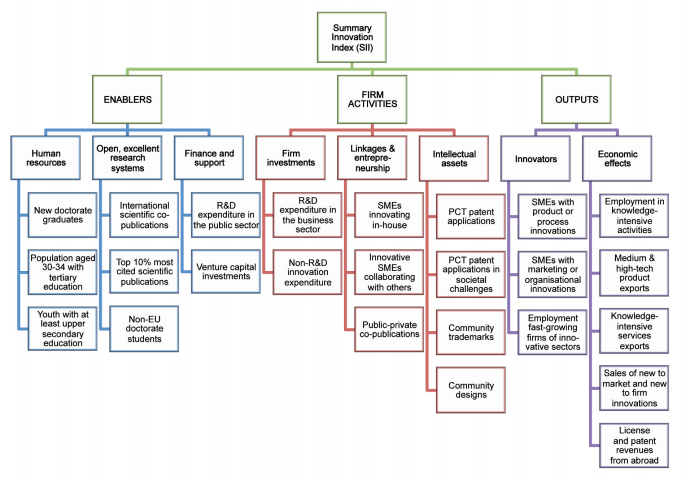 Summary
Innovation
Index (SII)
ENABLERS
FIRM
ACTIVITIES
OUTPUTS
Human
resources
Open, excellent
research
systems
Finance and
support
Firm
investments
Linkages &
entrepre-
neurship
Intellectual
assets
Innovators
Economic
effects
New doctorate
graduates
Population aged
30-34 with
tertiary
education
Youth with at
least upper
secondary
education
International
scientific co-
publications
Top 10% most
cited scientific
publications
Non-EU
doctorate
students
R&D
expenditure in
the public sector
Venture capital
investments
R&D
expenditure in
the business
sector
Non-R&D
innovation
expenditure
SMEs
innovating
in-house
Innovative
SMEs
collaborating
with others
Public-private
co-publications
PCT patent
applications
PCT patent
applications in
societal
challenges
Community
trademarks
Community
designs
SMEs with
product or
process
innovations
SMEs with
marketing or
organisational
innovations
Employment
fast-growing
firms of inno-
vative sectors
Employment in
knowledge-
intensive
activities
Medium &
high-tech
product
exports
Knowledge-
intensive
services
exports
Sales of new to
market and new
to firm
innovations
License and
patent
revenues
from abroad